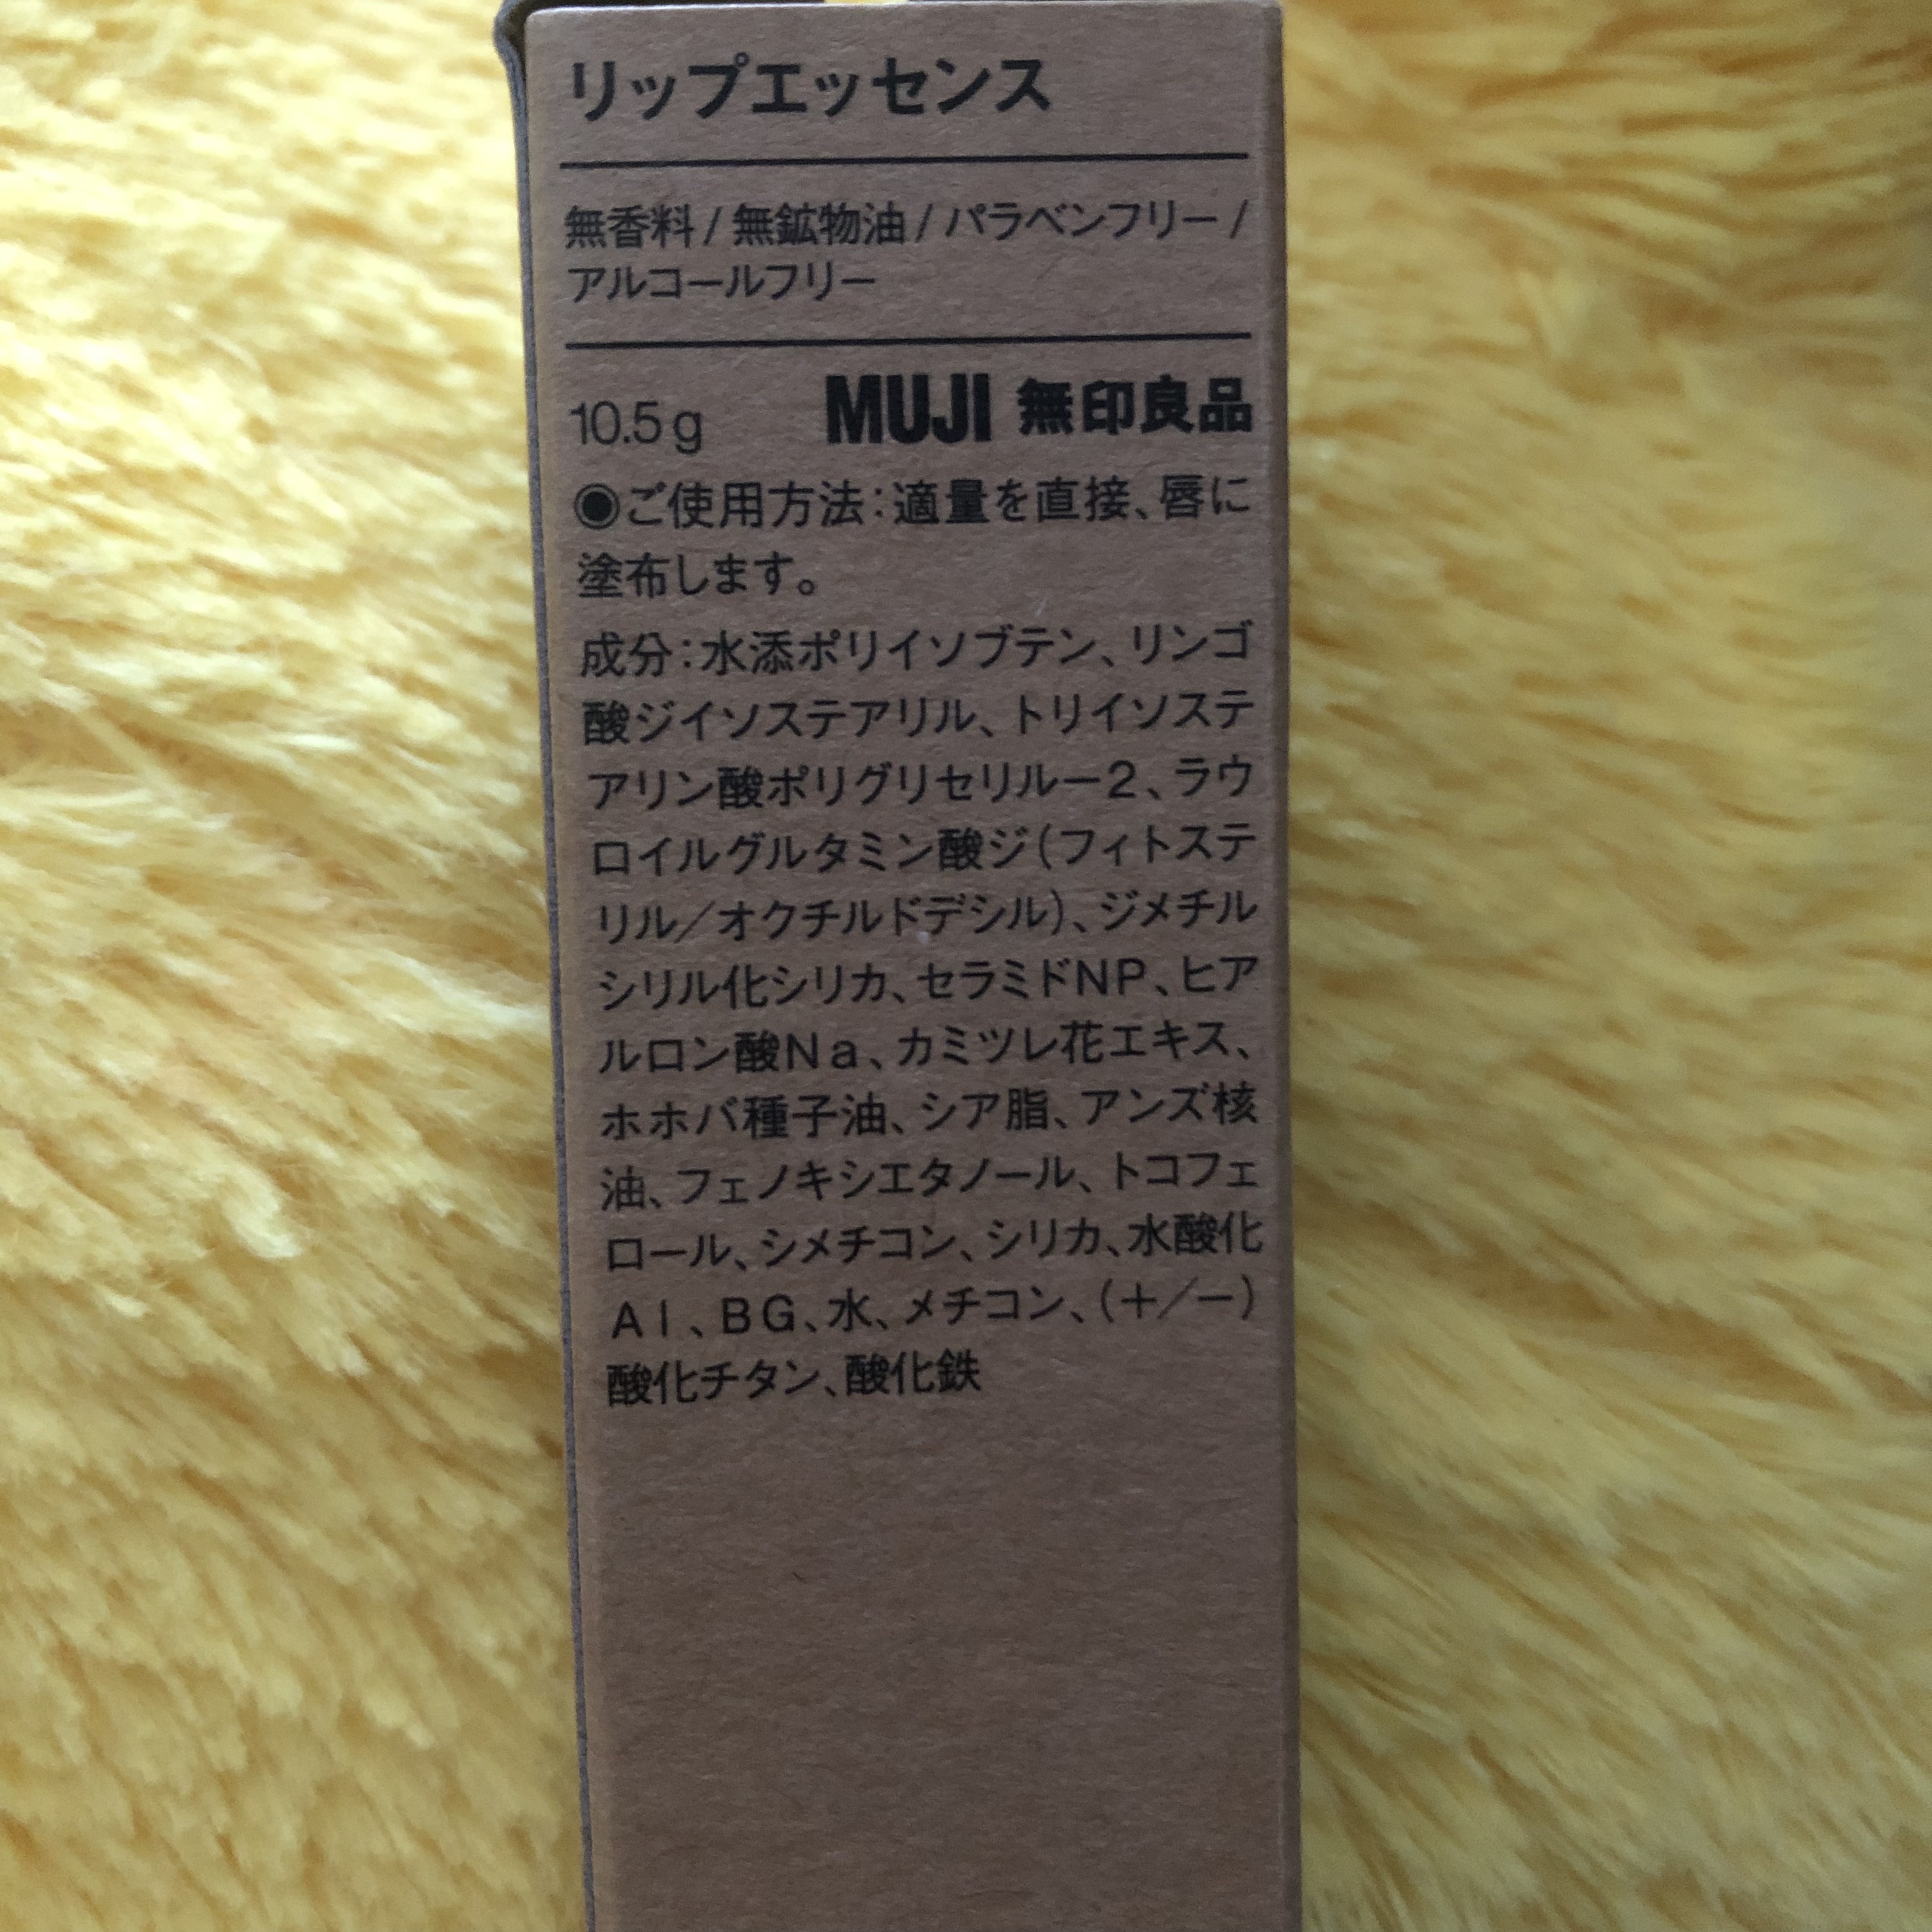 リップエッセンス
無香料/無鉱物油/パラベンフリー/
アルコールフリー
10.5g MUJI 無印良品
◉ご使用方法:適量を直接、唇に
塗布します。
成分:水添ポリイソブテン、リンゴ
酸ジイソステアリル、トリイソステ
アリン酸ポリグリセリルー2、ラウ
ロイルグルタミン酸ジ(フィトステ
リル/オクチルドデシル)、ジメチル
シリル化シリカ、セラミドNP、ヒア
ルロン酸Na、カミツレ花エキス、
ホホバ種子油、シア脂、アンズ核
油、フェノキシエタノール、トコフェ
ロール、シメチコン、シリカ、水酸化
Al、BG、水、メチコン、(+/ー)
酸化チタン、酸化鉄